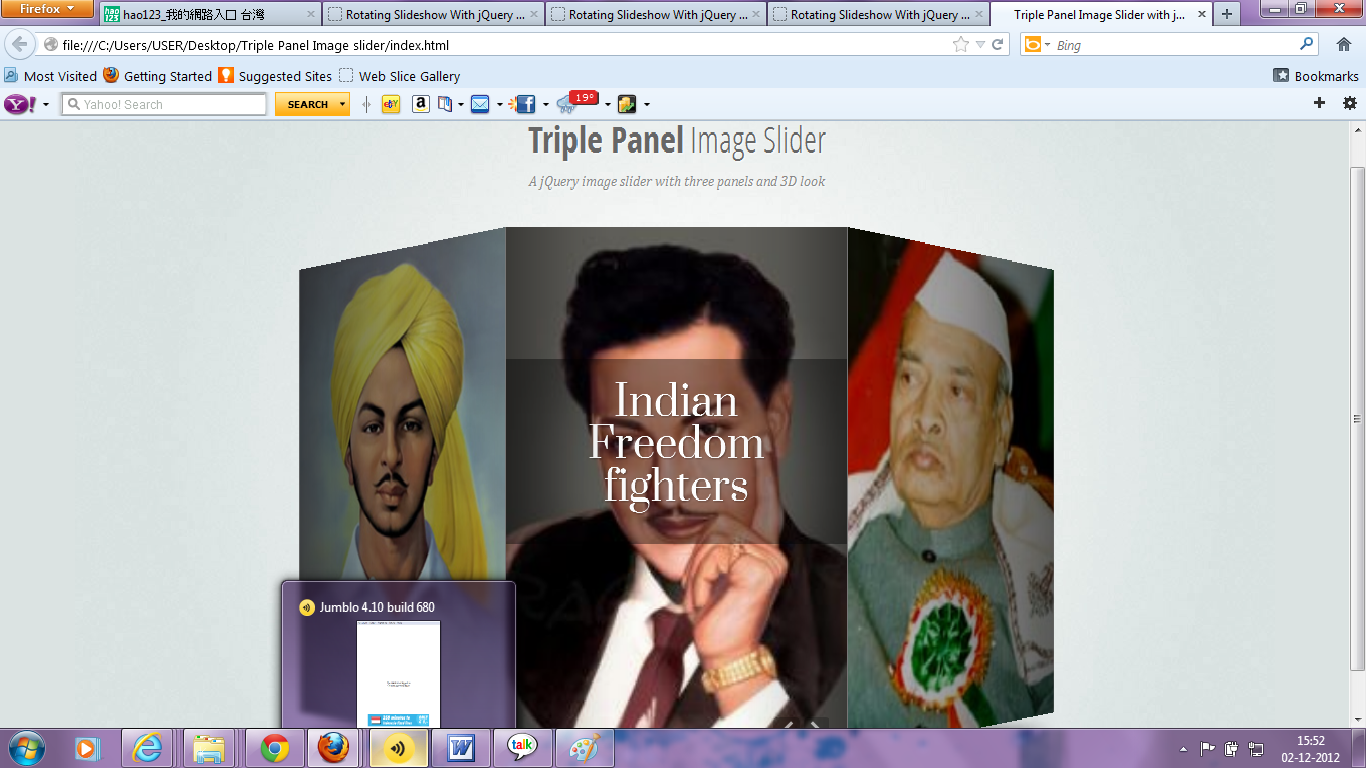 Firefox
hao123_我的網路入口 台灣
Rotating Slideshow With jQuery ...
Rotating Slideshow With jQuery ...
Rotating Slideshow With jQuery ...
Triple Panel Image Slider with j...
file:///C:/Users/USER/Desktop/Triple Panel Image slider/index.html
Bing
Most Visited
Getting Started
Suggested Sites
Web Slice Gallery
Bookmarks
Y!
Yahoo! Search
SEARCH
ebY
a
f
19°
Triple Panel Image Slider
A jQuery image slider with three panels and 3D look
Indian
Freedom
fighters
Jumblo 4.10 build 680
W
talk
15:52
02-12-2012